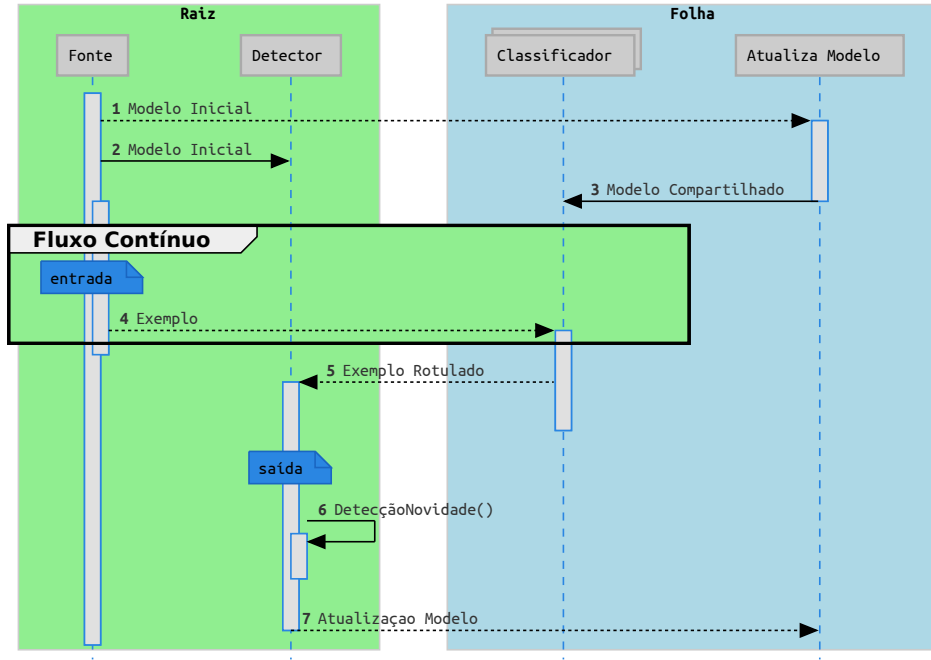 Raiz
Folha
Fonte
Detector
Classificador
Atualiza Modelo
1 Modelo Inicial
2 Modelo Inicial
3 Modelo Compartilhado
Fluxo Contínuo
entrada
4 Exemplo
5 Exemplo Rotulado
saída
6 DetecçãoNovidade()
7 Atualizaçao Modelo